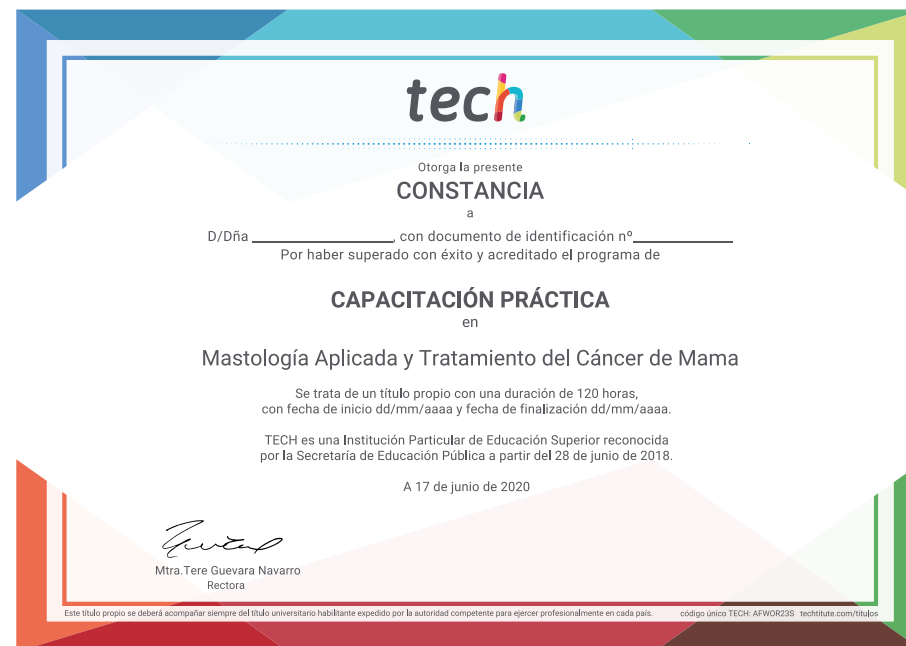 tech
Otorga la presente
CONSTANCIA
a
D/Dña ______________, con documento de identificación nº__________
Por haber superado con éxito y acreditado el programa de
CAPACITACIÓN PRÁCTICA
en
Mastología Aplicada y Tratamiento del Cáncer de Mama
Se trata de un título propio con una duración de 120 horas,
con fecha de inicio dd/mm/aaaa y fecha de finalización dd/mm/aaaa.
TECH es una Institución Particular de Educación Superior reconocida
por la Secretaría de Educación Pública a partir del 28 de junio de 2018.
A 17 de junio de 2020
Mtra.Tere Guevara Navarro
Rectora
Este título propio se deberá acompañar siempre del título universitario habilitante expedido por la autoridad competente para ejercer profesionalmente en cada país. código único TECH: AFWOR23S techtitute.com/titulos